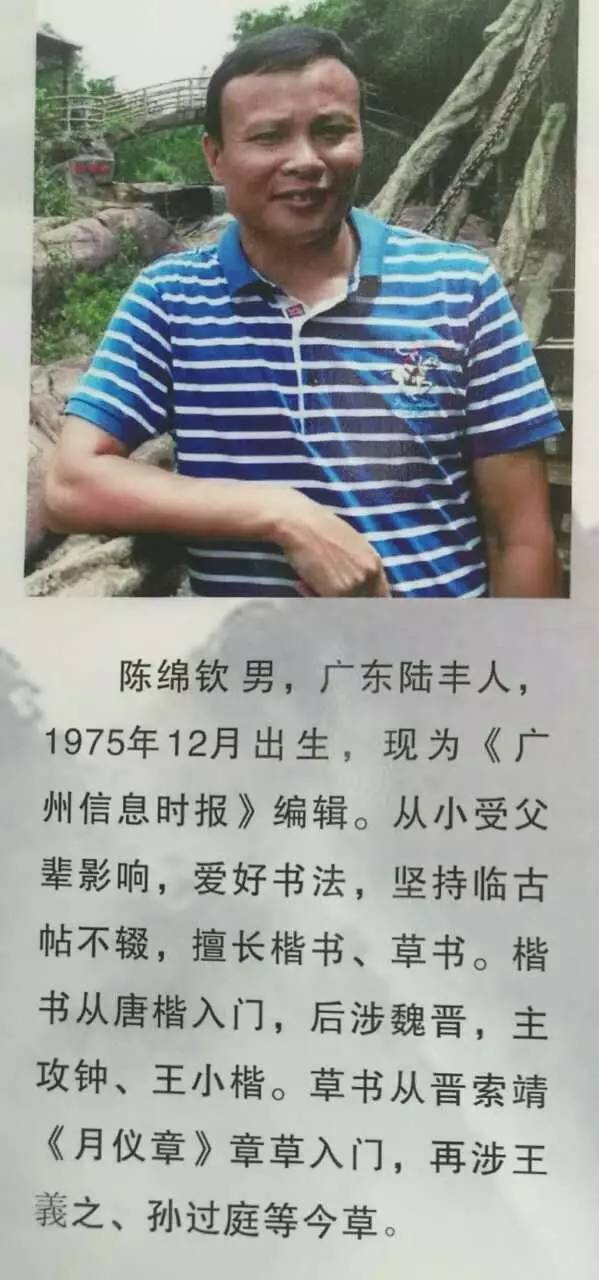 陈绵钦 男，广东陆丰人，
1975年12月出生，现为《广
州信息时报》编辑。从小受父
辈影响，爱好书法，坚持临古
帖不辍，擅长楷书、草书。楷
书从唐楷入门，后涉魏晋，主
攻钟、王小楷。草书从晋索靖
《月仪章》章草入门，再涉王
羲之、孙过庭等今草。